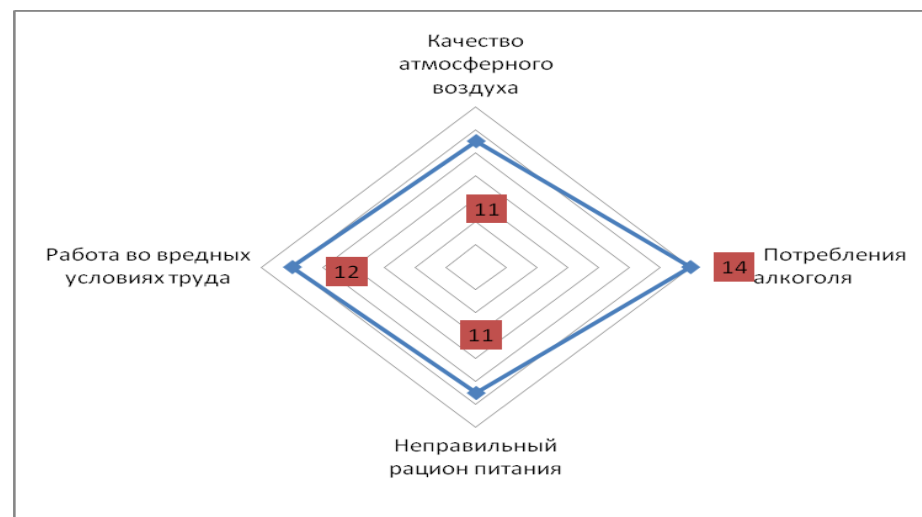 Качество
атмосферного
воздуха
11
Работа во вредных
условиях труда
12
14
Потребления
алкоголя
11
Неправильный
рацион питания